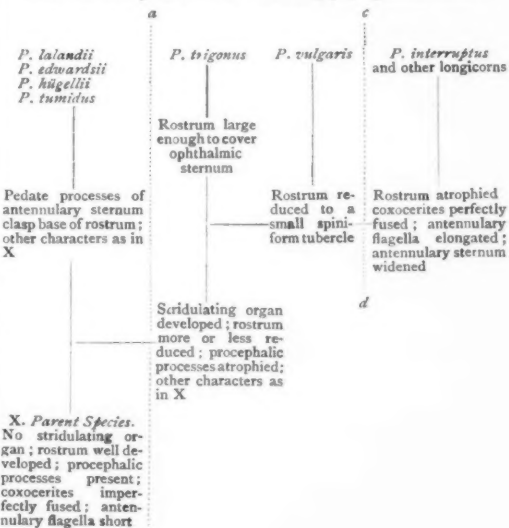 a
c
P. lalandii
P. edwardsii
P. hügellii
P. tumidus
P. trigonus
P. vulgaris
P. interruptus
and other longicorns
Rostrum large
enough to cover
ophthalmic
sternum
Pedate processes of
antennulary sternum
clasp base of rostrum;
other characters as in
X
Rostrum re-
duced to a
small spini-
form tubercle
Rostrum atrophied
coxocerites perfectly
fused; antennulary
flagella elongated;
antennulary sternum
widened
d
Scridulating organ
developed; rostrum
more or less re-
duced; procephalic
processes atrophied;
other characters as
in X
X. Parent Species.
No stridulating or-
gan; rostrum well de-
veloped; procephalic
processes present;
coxocerites imper-
fectly fused; anten-
nulary flagella short